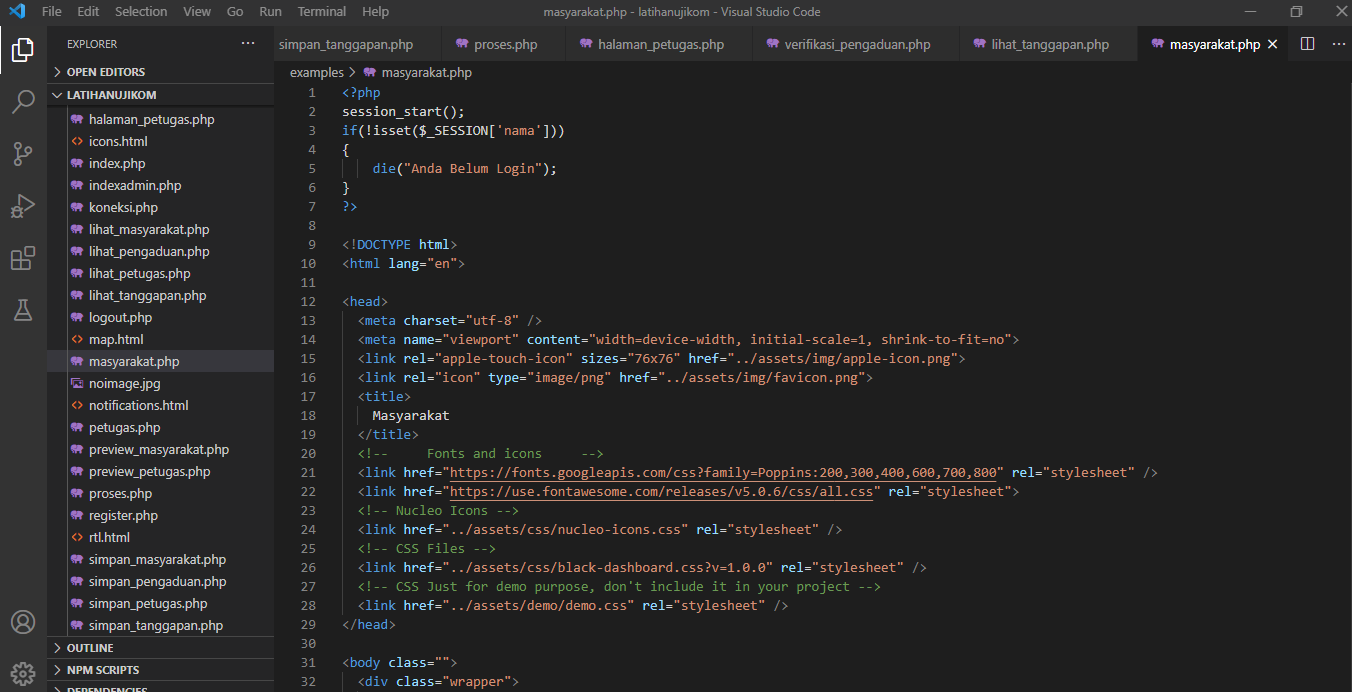 File Edit Selection View Go Run Terminal Help masyarakat.php - latihanujikom - Visual Studio Code
EXPLORER
simpan_tanggapan.php proses.php halaman_petugas.php verifikasi_pengaduan.php lihat_tanggapan.php masyarakat.php
OPEN EDITORS
LATIHANUJIKOM
halaman_petugas.php
icons.html
index.php
indexadmin.php
koneksi.php
lihat_masyarakat.php
lihat_pengaduan.php
lihat_petugas.php
lihat_tanggapan.php
logout.php
map.html
masyarakat.php
noimage.jpg
notifications.html
petugas.php
preview_masyarakat.php
preview_petugas.php
proses.php
register.php
rtl.html
simpan_masyarakat.php
simpan_pengaduan.php
simpan_petugas.php
simpan_tanggapan.php
OUTLINE
NPM SCRIPTS
DEPENDENCIES
examples > masyarakat.php
1 <?php
2 session_start();
3 if(!isset($_SESSION['nama']))
4 {
5 die("Anda Belum Login");
6 }
7 ?>
8
9 <!DOCTYPE html>
10 <html lang="en">
11
12 <head>
13 <meta charset="utf-8" />
14 <meta name="viewport" content="width=device-width, initial-scale=1, shrink-to-fit=no">
15 <link rel="apple-touch-icon" sizes="76x76" href="../assets/img/apple-icon.png">
16 <link rel="icon" type="image/png" href="../assets/img/favicon.png">
17 <title>
18 Masyarakat
19 </title>
20 <!-- Fonts and icons -->
21 <link href="https://fonts.googleapis.com/css?family=Poppins:200,300,400,600,700,800" rel="stylesheet" />
22 <link href="https://use.fontawesome.com/releases/v5.0.6/css/all.css" rel="stylesheet">
23 <!-- Nucleo Icons -->
24 <link href="../assets/css/nucleo-icons.css" rel="stylesheet" />
25 <!-- CSS Files -->
26 <link href="../assets/css/black-dashboard.css?v=1.0.0" rel="stylesheet" />
27 <!-- CSS Just for demo purpose, don't include it in your project -->
28 <link href="../assets/demo/demo.css" rel="stylesheet" />
29 </head>
30
31 <body class="">
32 <div class="wrapper">